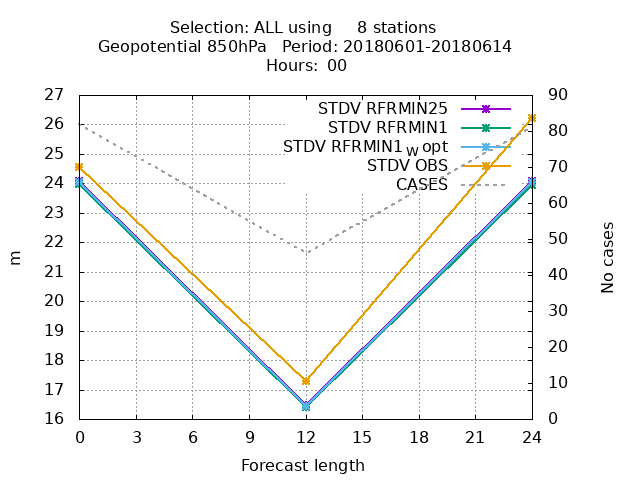 Selection: ALL using     8 stations
Geopotential 850hPa   Period: 20180601-20180614
Hours:  00
27
26
25
24
23
22
21
20
19
18
17
16
90
80
70
60
50
40
30
20
10
0
STDV RFRMIN25
STDV RFRMIN1
STDV RFRMIN1_w opt
STDV OBS
CASES
m
No cases
0 3 6 9 12 15 18 21 24
Forecast length